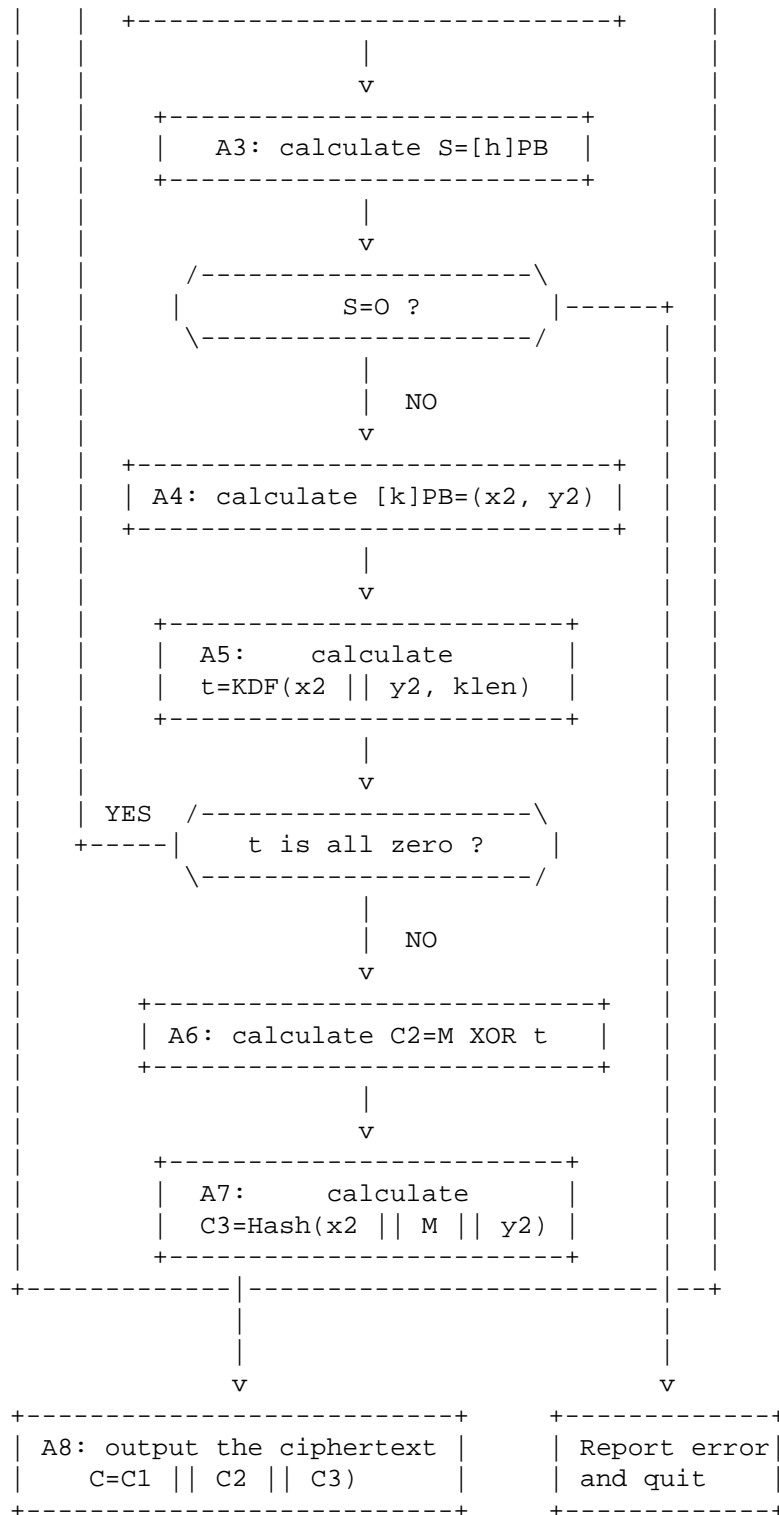 A3: calculate S=[h]PB
S=O ?
NO
A4: calculate [k]PB=(x2, y2)
A5: calculate
t=KDF(x2 || y2, klen)
YES
t is all zero ?
NO
A6: calculate C2=M XOR t
A7: calculate
C3=Hash(x2 || M || y2)
A8: output the ciphertext
C=C1 || C2 || C3)
Report error
and quit